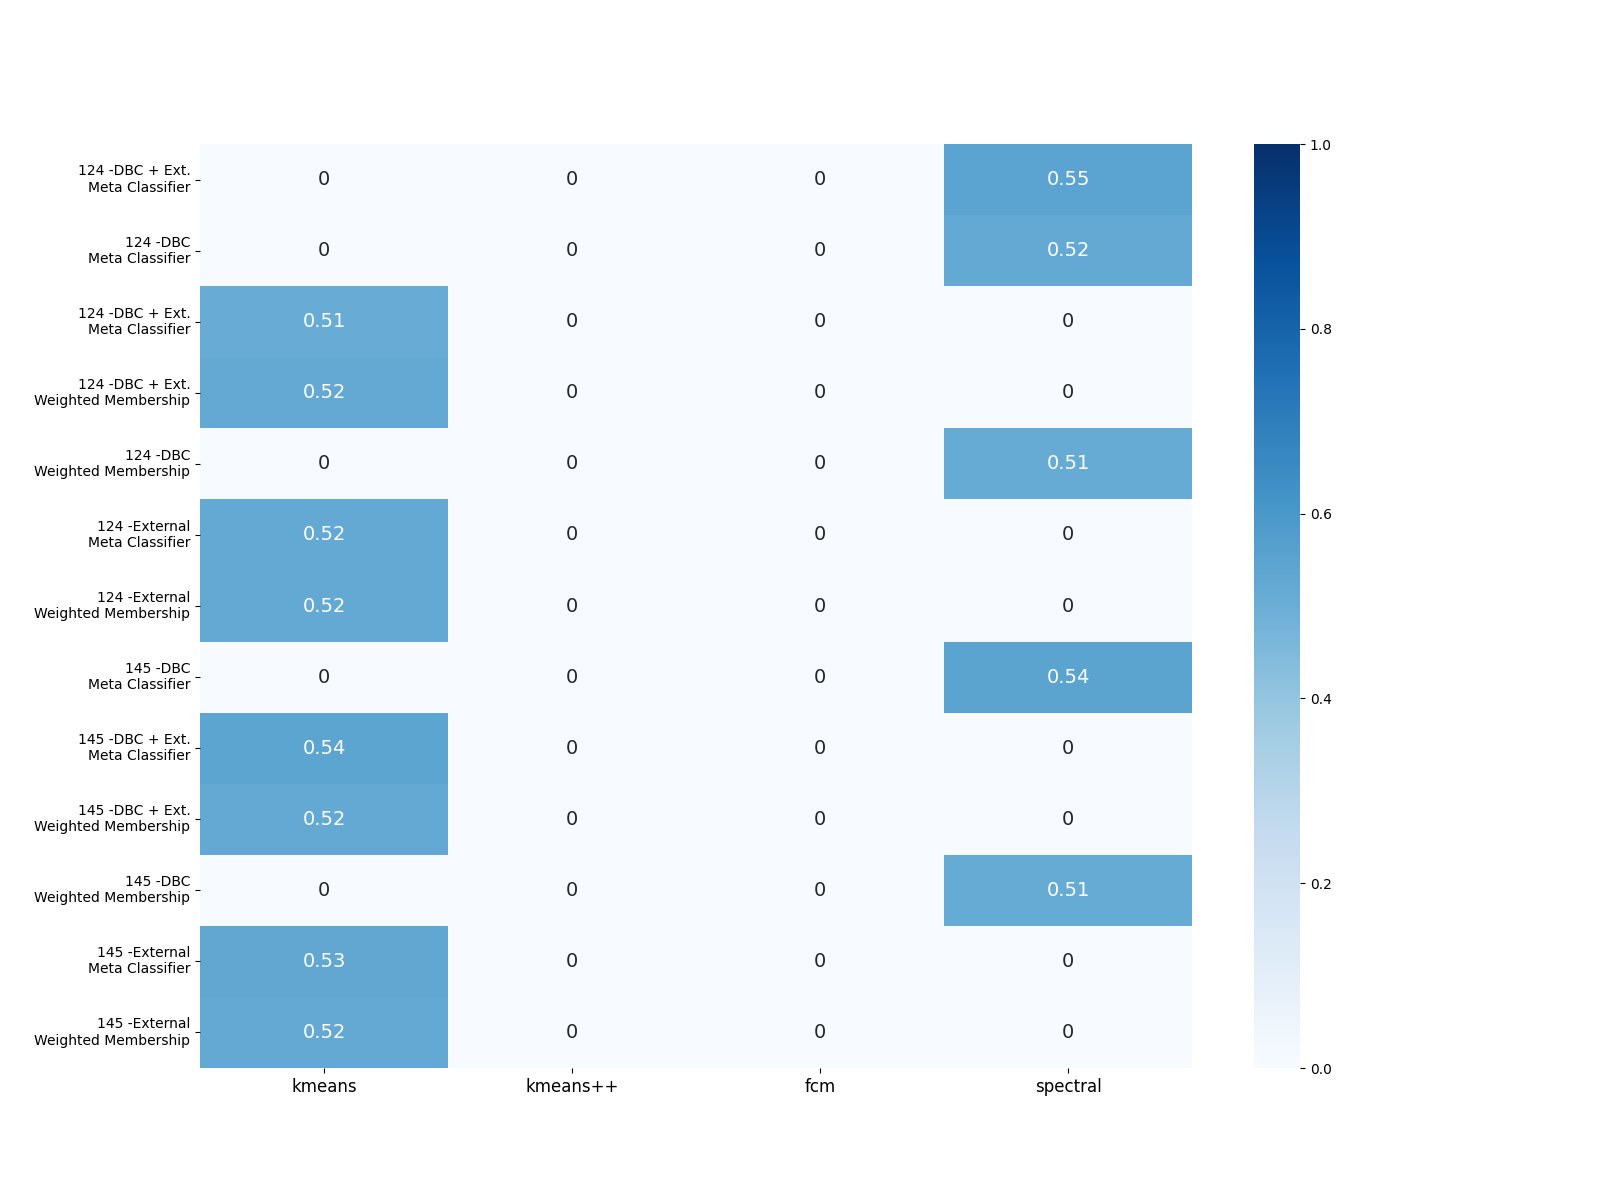 124 -DBC + Ext.
Meta Classifier
0 0 0 0.55
124 -DBC
Meta Classifier
0 0 0 0.52
124 -DBC + Ext.
Meta Classifier
0.51 0 0 0
124 -DBC + Ext.
Weighted Membership
0.52 0 0 0
124 -DBC
Weighted Membership
0 0 0 0.51
124 -External
Meta Classifier
0.52 0 0 0
124 -External
Weighted Membership
0.52 0 0 0
145 -DBC
Meta Classifier
0 0 0 0.54
145 -DBC + Ext.
Meta Classifier
0.54 0 0 0
145 -DBC + Ext.
Weighted Membership
0.52 0 0 0
145 -DBC
Weighted Membership
0 0 0 0.51
145 -External
Meta Classifier
0.53 0 0 0
145 -External
Weighted Membership
0.52 0 0 0
kmeans kmeans++ fcm spectral
1.0
0.8
0.6
0.4
0.2
0.0